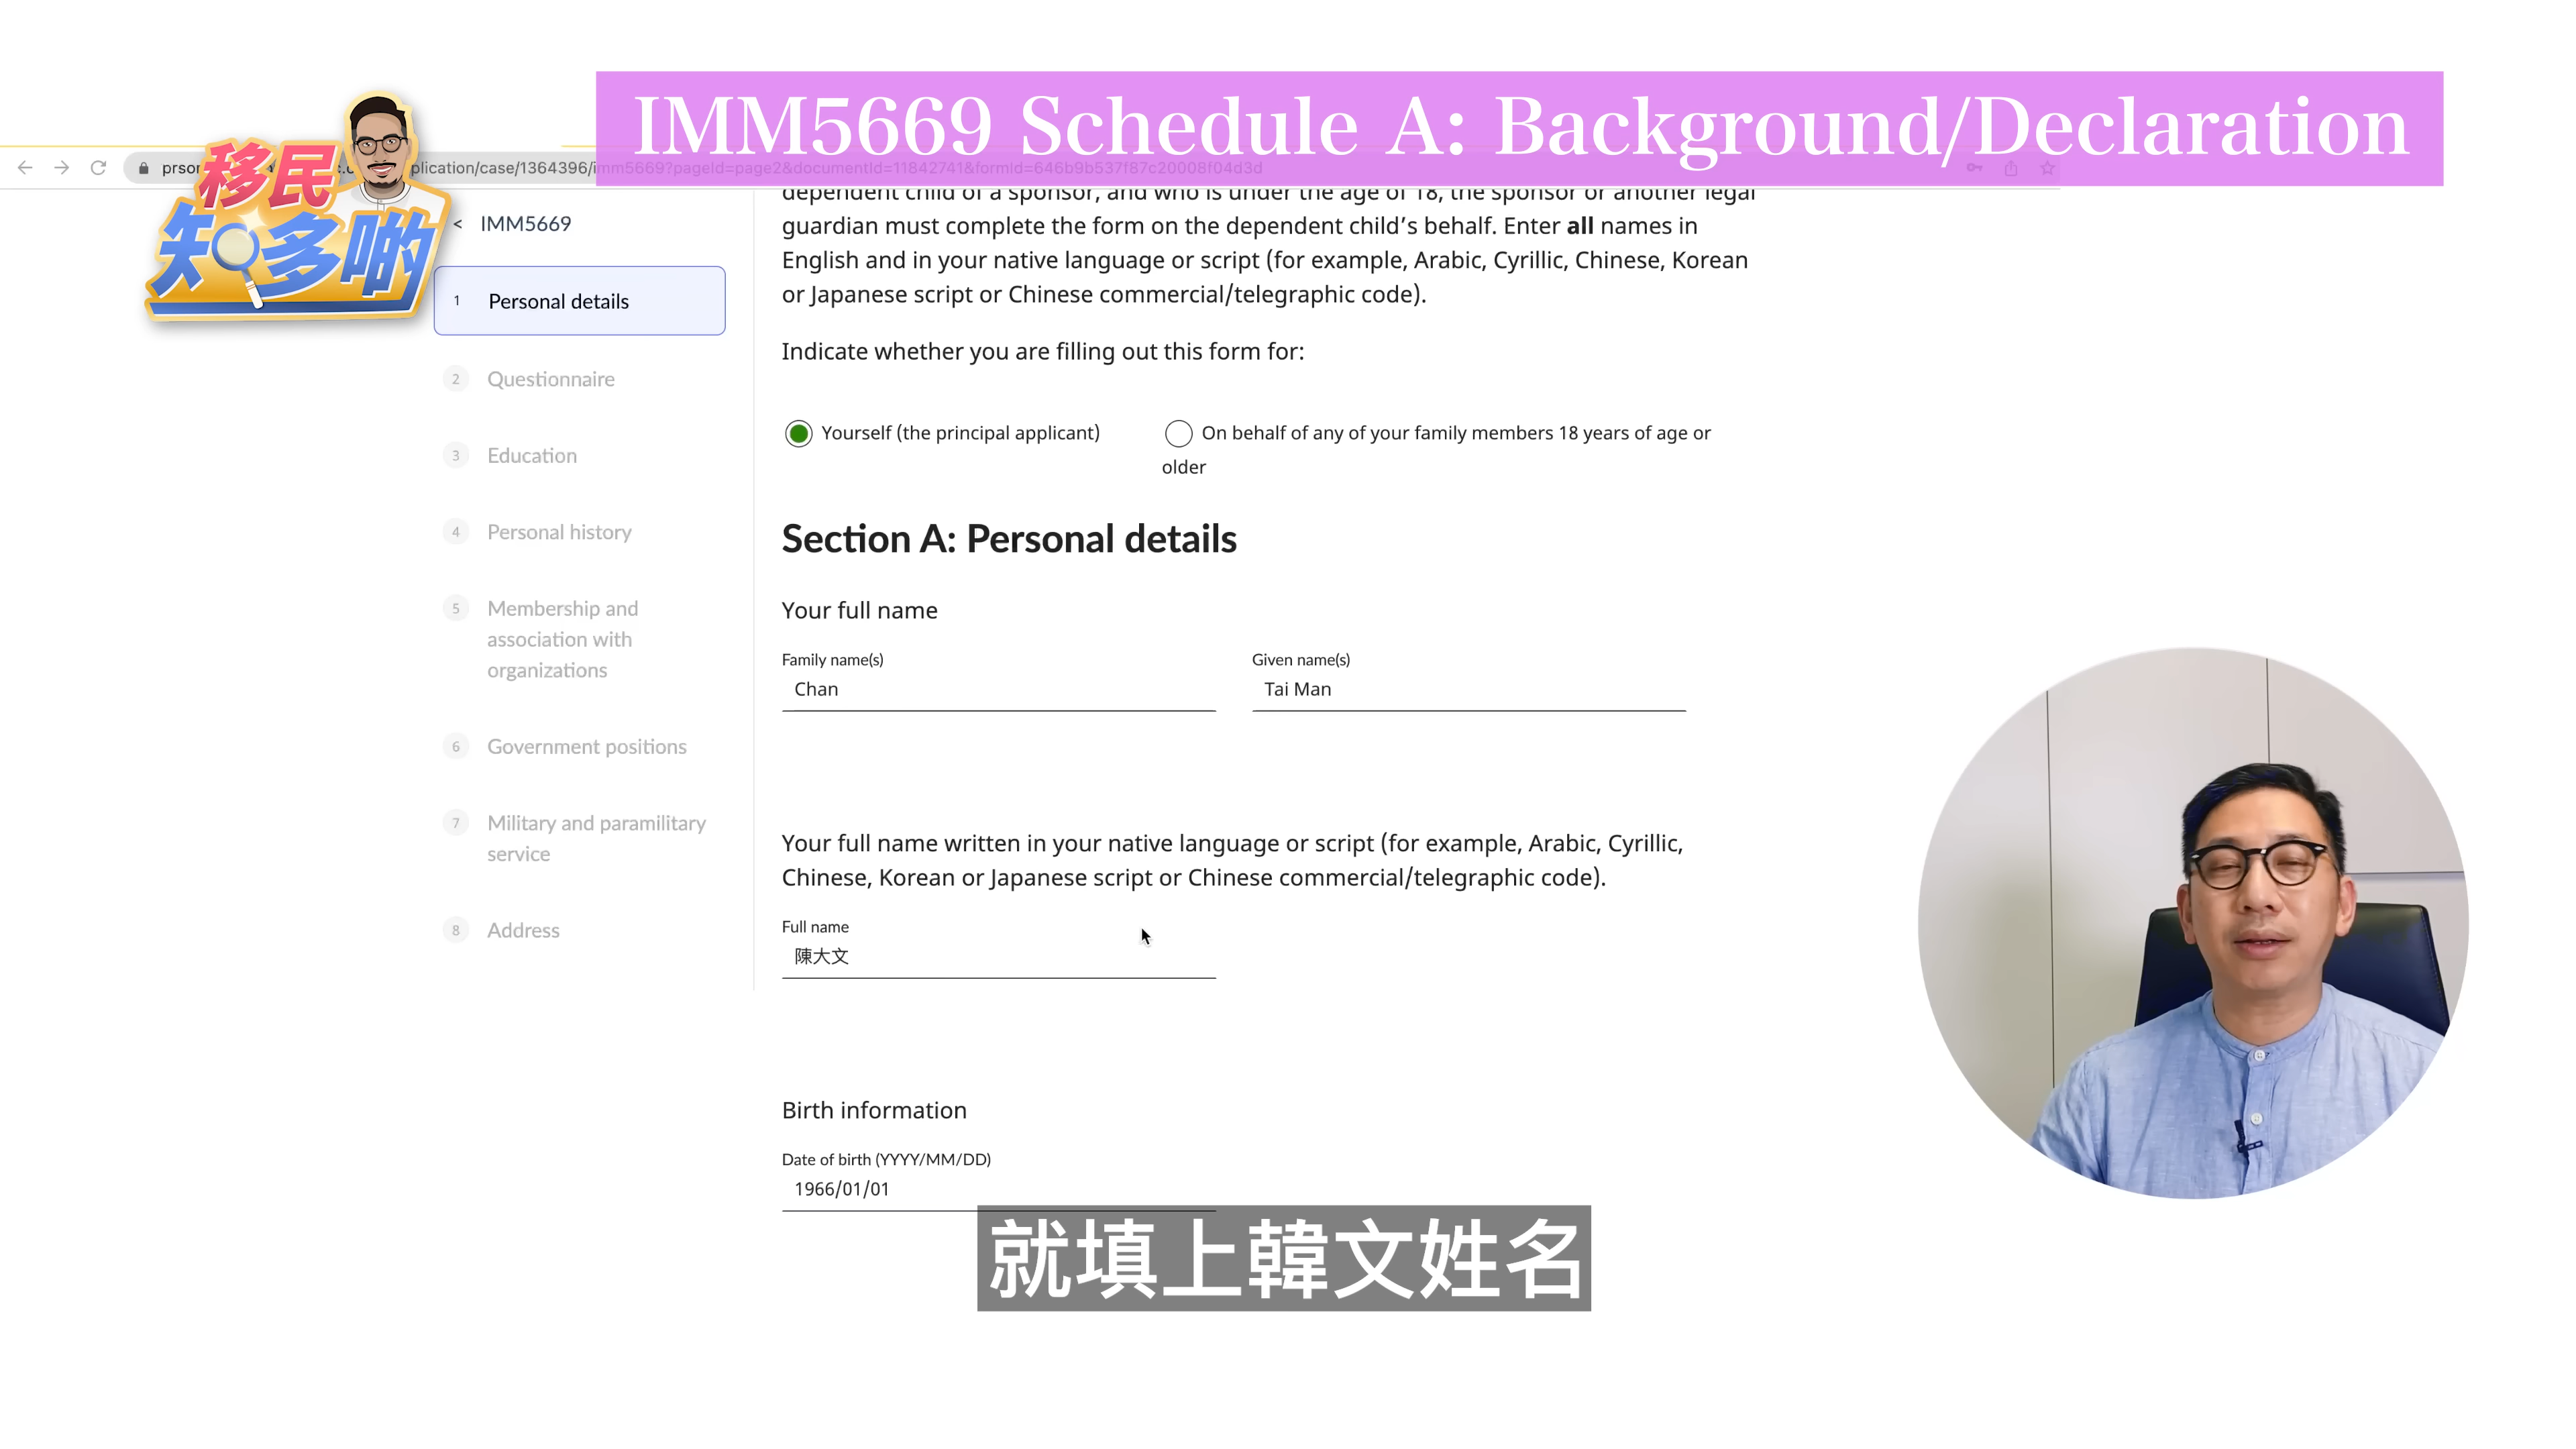 IMM5669 Schedule A: Background/Declaration
移民
知多啲
plication/case/1364396/imm5669?pageId=page2&documentId=11842741&formId=646b9b537f87c20008f04d3d
dependent child of a sponsor, and who is under the age of 18, the sponsor or another legal
guardian must complete the form on the dependent child’s behalf. Enter all names in
English and in your native language or script (for example, Arabic, Cyrillic, Chinese, Korean
or Japanese script or Chinese commercial/telegraphic code).
< IMM5669
1 Personal details
2 Questionnaire
3 Education
4 Personal history
5 Membership and
association with
organizations
6 Government positions
7 Military and paramilitary
service
8 Address
Indicate whether you are filling out this form for:
Yourself (the principal applicant)
On behalf of any of your family members 18 years of age or
older
Section A: Personal details
Your full name
Family name(s)
Chan
Given name(s)
Tai Man
Your full name written in your native language or script (for example, Arabic, Cyrillic,
Chinese, Korean or Japanese script or Chinese commercial/telegraphic code).
Full name
陳大文
Birth information
Date of birth (YYYY/MM/DD)
1966/01/01
就填上韓文姓名